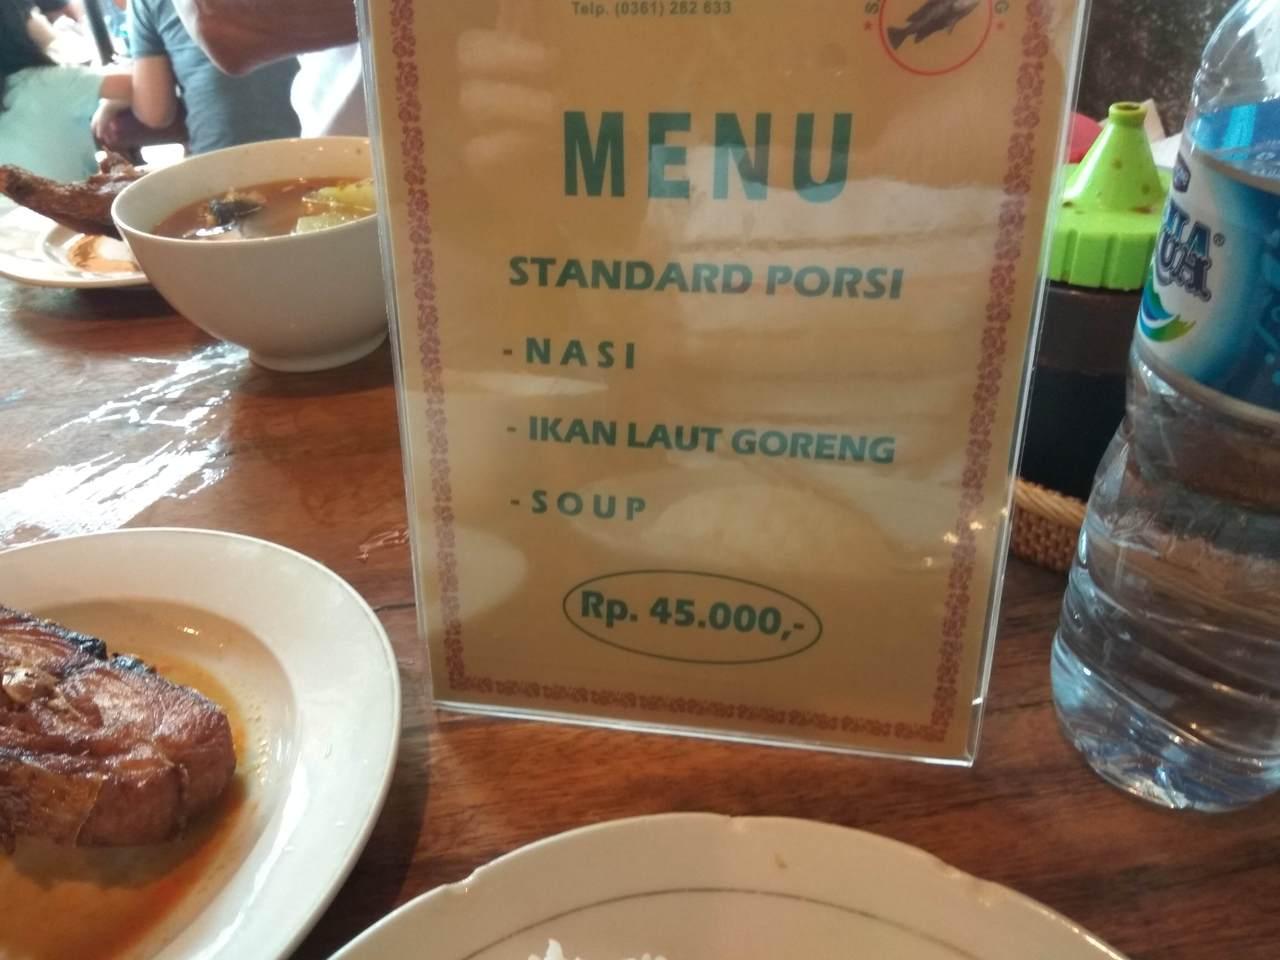 Telp. (0361) 282 633
MENU
STANDARD PORSI
- NASI
- IKAN LAUT GORENG
- SOUP
Rp. 45.000,-